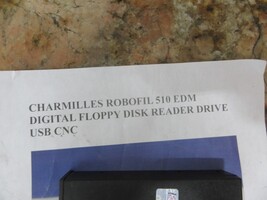 CHARMILLES ROBOFIL 510 EDM
DIGITAL FLOPPY DISK READER DRIVE
USB CNC